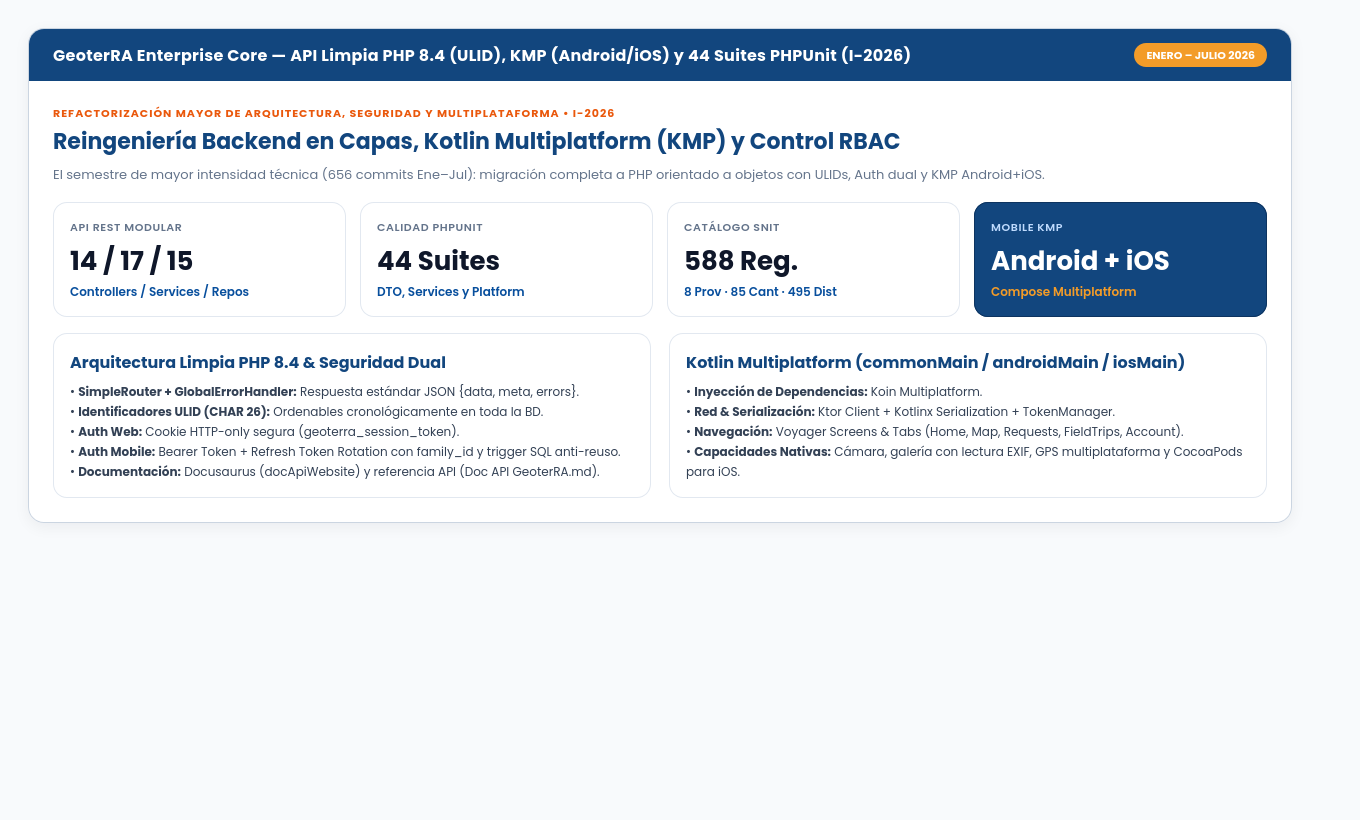 GeoterRA Enterprise Core — API Limpia PHP 8.4 (ULID), KMP (Android/iOS) y 44 Suites PHPUnit (I-2026)
ENERO – JULIO 2026
REFACTORIZACIÓN MAYOR DE ARQUITECTURA, SEGURIDAD Y MULTIPLATAFORMA • I-2026
Reingeniería Backend en Capas, Kotlin Multiplatform (KMP) y Control RBAC
El semestre de mayor intensidad técnica (656 commits Ene–Jul): migración completa a PHP orientado a objetos con ULIDs, Auth dual y KMP Android+iOS.
API REST MODULAR
14 / 17 / 15
Controllers / Services / Repos
CALIDAD PHPUNIT
44 Suites
DTO, Services y Platform
CATÁLOGO SNIT
588 Reg.
8 Prov · 85 Cant · 495 Dist
MOBILE KMP
Android + iOS
Compose Multiplatform
Arquitectura Limpia PHP 8.4 & Seguridad Dual
• SimpleRouter + GlobalErrorHandler: Respuesta estándar JSON {data, meta, errors}.
• Identificadores ULID (CHAR 26): Ordenables cronológicamente en toda la BD.
• Auth Web: Cookie HTTP-only segura (geoterra_session_token).
• Auth Mobile: Bearer Token + Refresh Token Rotation con family_id y trigger SQL anti-reuso.
• Documentación: Docusaurus (docApiWebsite) y referencia API (Doc API GeoterRA.md).
Kotlin Multiplatform (commonMain / androidMain / iosMain)
• Inyección de Dependencias: Koin Multiplatform.
• Red & Serialización: Ktor Client + Kotlinx Serialization + TokenManager.
• Navegación: Voyager Screens & Tabs (Home, Map, Requests, FieldTrips, Account).
• Capacidades Nativas: Cámara, galería con lectura EXIF, GPS multiplataforma y CocoaPods
para iOS.